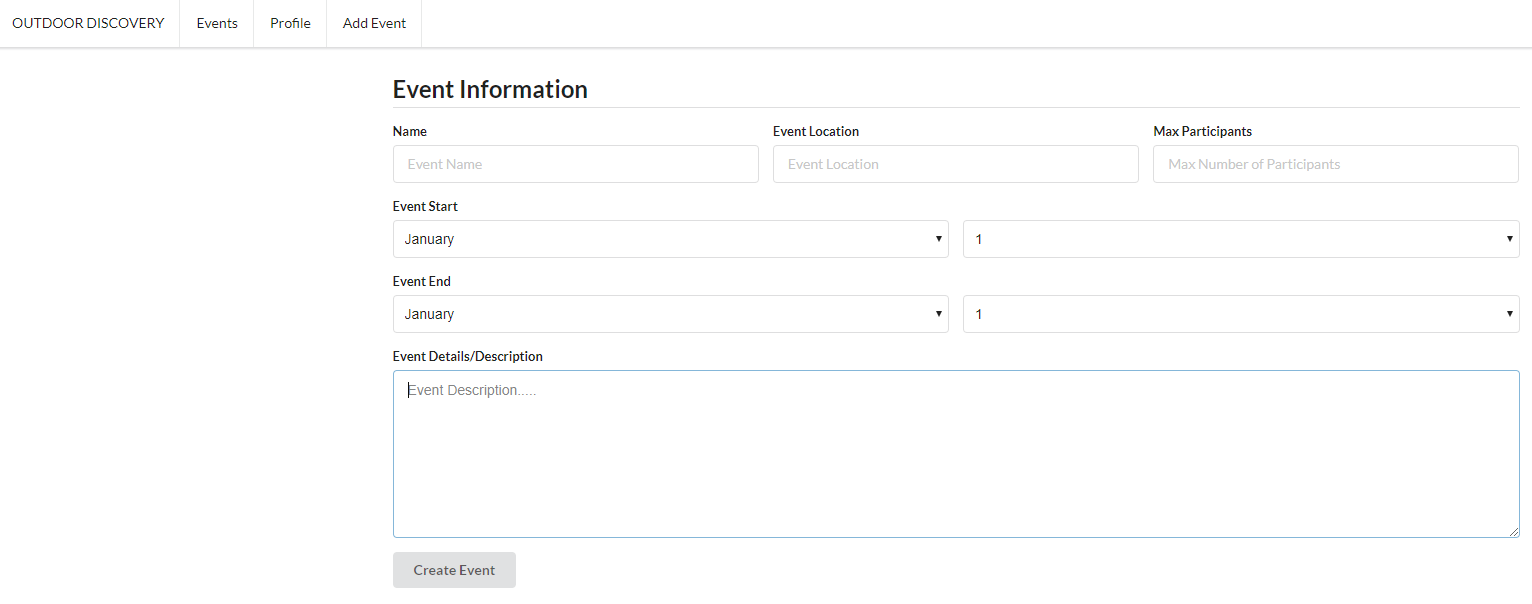 OUTDOOR DISCOVERY Events Profile Add Event
Event Information
Name Event Location Max Participants
Event Name Event Location Max Number of Participants
Event Start
January 1
Event End
January 1
Event Details/Description
Event Description.....
Create Event